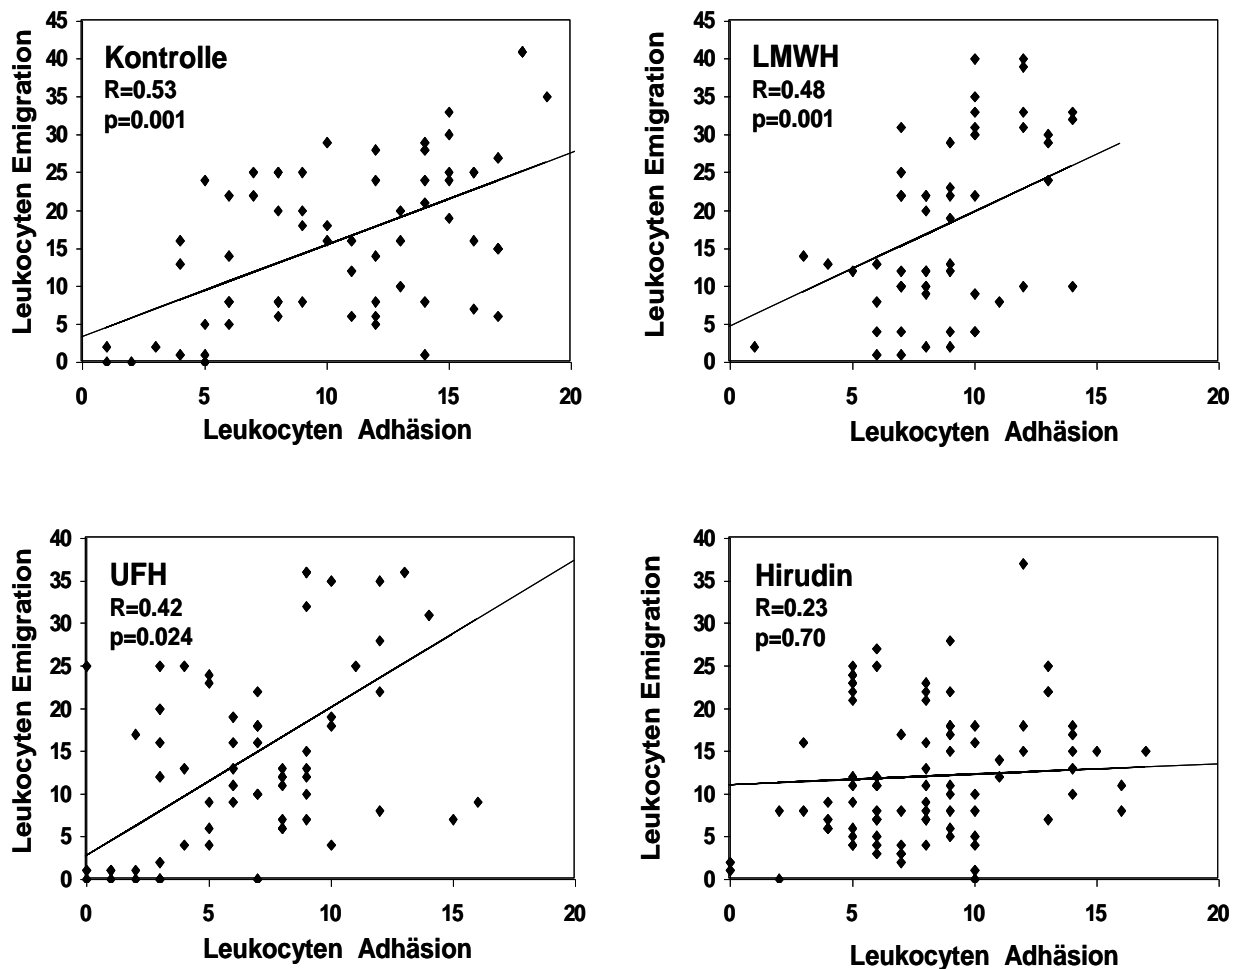 Kontrolle
R=0.53
p=0.001
Leukocyten Emigration
45
40
35
30
25
20
15
10
5
0
0 5 10 15 20
Leukocyten Adhäsion
LMWH
R=0.48
p=0.001
Leukocyten Emigration
45
40
35
30
25
20
15
10
5
0
0 5 10 15 20
Leukocyten Adhäsion
UFH
R=0.42
p=0.024
Leukocyten Emigration
40
35
30
25
20
15
10
5
0
0 5 10 15 20
Leukocyten Adhäsion
Hirudin
R=0.23
p=0.70
Leukocyten Emigration
40
35
30
25
20
15
10
5
0
0 5 10 15 20
Leukocyten Adhäsion